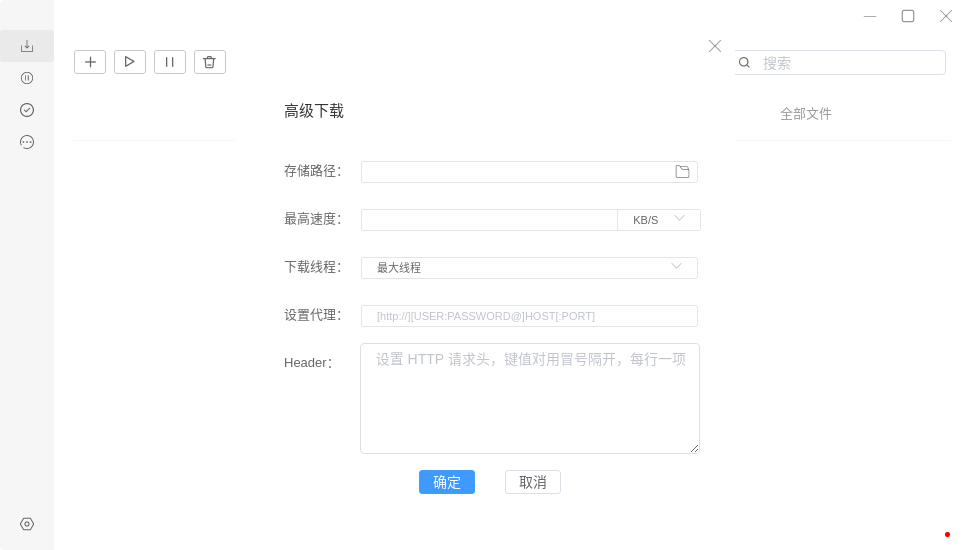 搜索
高级下载
全部文件
存储路径：
最高速度：
KB/S
下载线程：
最大线程
设置代理：
[http://][USER:PASSWORD@]HOST[:PORT]
Header：
设置 HTTP 请求头，键值对用冒号隔开，每行一项
确定
取消